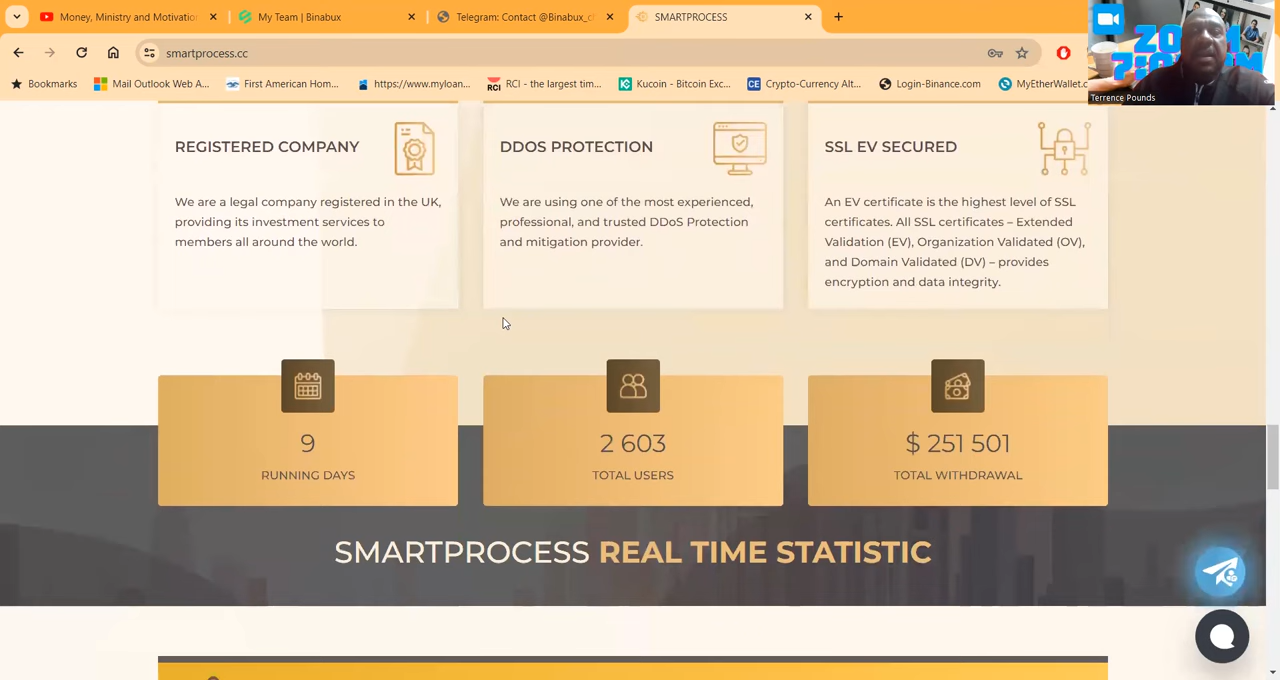 Money, Ministry and Motivation
My Team | Binabux
Telegram: Contact @Binabux_
SMARTPROCESS
smartprocess.cc
Bookmarks
Mail Outlook Web A...
First American Hom...
https://www.myloan...
RCI - the largest tim...
Kucoin - Bitcoin Exc...
Crypto-Currency Alt...
Login-Binance.com
MyEtherWallet.c
Terrence Pounds
REGISTERED COMPANY
We are a legal company registered in the UK,
providing its investment services to
members all around the world.
DDOS PROTECTION
We are using one of the most experienced,
professional, and trusted DDoS Protection
and mitigation provider.
SSL EV SECURED
An EV certificate is the highest level of SSL
certificates. All SSL certificates – Extended
Validation (EV), Organization Validated (OV),
and Domain Validated (DV) – provides
encryption and data integrity.
9
RUNNING DAYS
2 603
TOTAL USERS
$ 251 501
TOTAL WITHDRAWAL
SMARTPROCESS REAL TIME STATISTIC